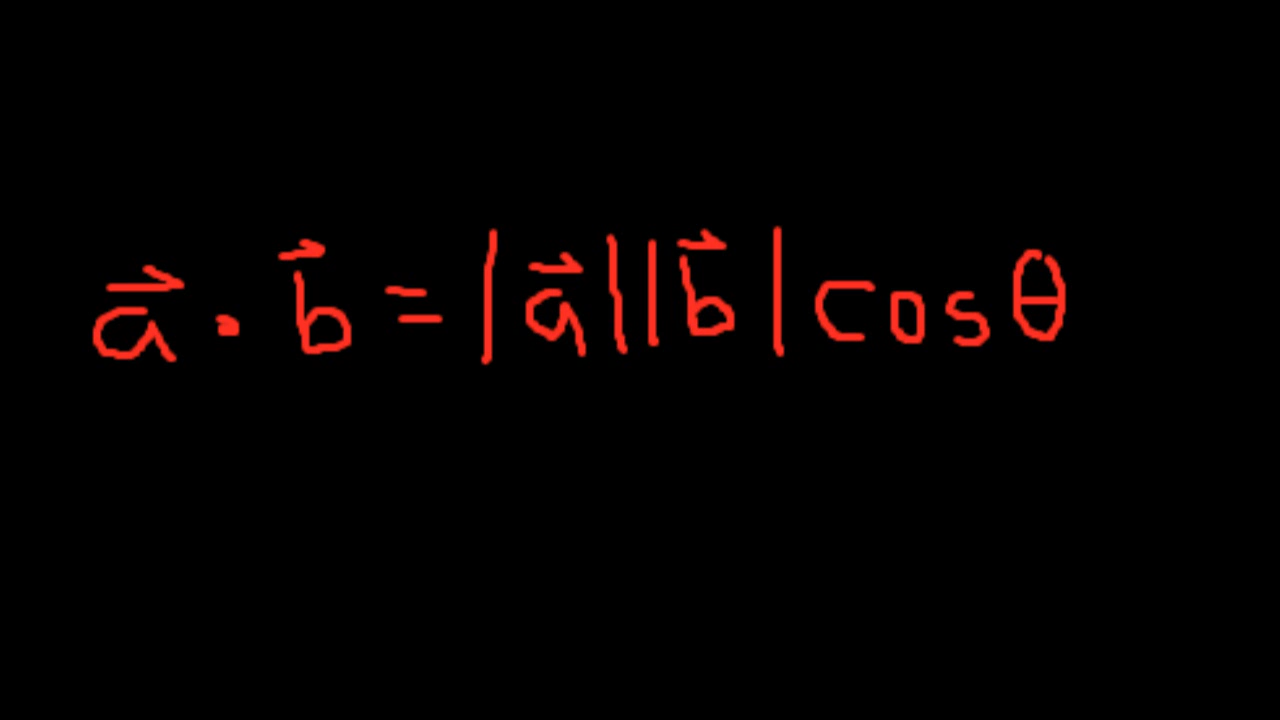 a⃗ · b⃗ = |a⃗||b⃗| cosθ